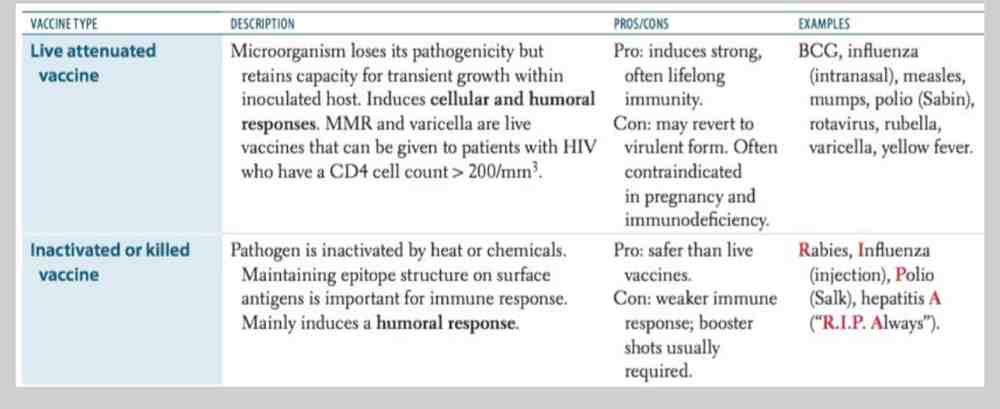 VACCINE TYPE DESCRIPTION PROS/CONS EXAMPLES
Live attenuated
vaccine
Microorganism loses its pathogenicity but
retains capacity for transient growth within
inoculated host. Induces cellular and humoral
responses. MMR and varicella are live
vaccines that can be given to patients with HIV
who have a CD4 cell count > 200/mm³.
Pro: induces strong,
often lifelong
immunity.
Con: may revert to
virulent form. Often
contraindicated
in pregnancy and
immunodeficiency.
BCG, influenza
(intranasal), measles,
mumps, polio (Sabin),
rotavirus, rubella,
varicella, yellow fever.
Inactivated or killed
vaccine
Pathogen is inactivated by heat or chemicals.
Maintaining epitope structure on surface
antigens is important for immune response.
Mainly induces a humoral response.
Pro: safer than live
vaccines.
Con: weaker immune
response; booster
shots usually
required.
Rabies, Influenza
(injection), Polio
(Salk), hepatitis A
(“R.I.P. Always”).